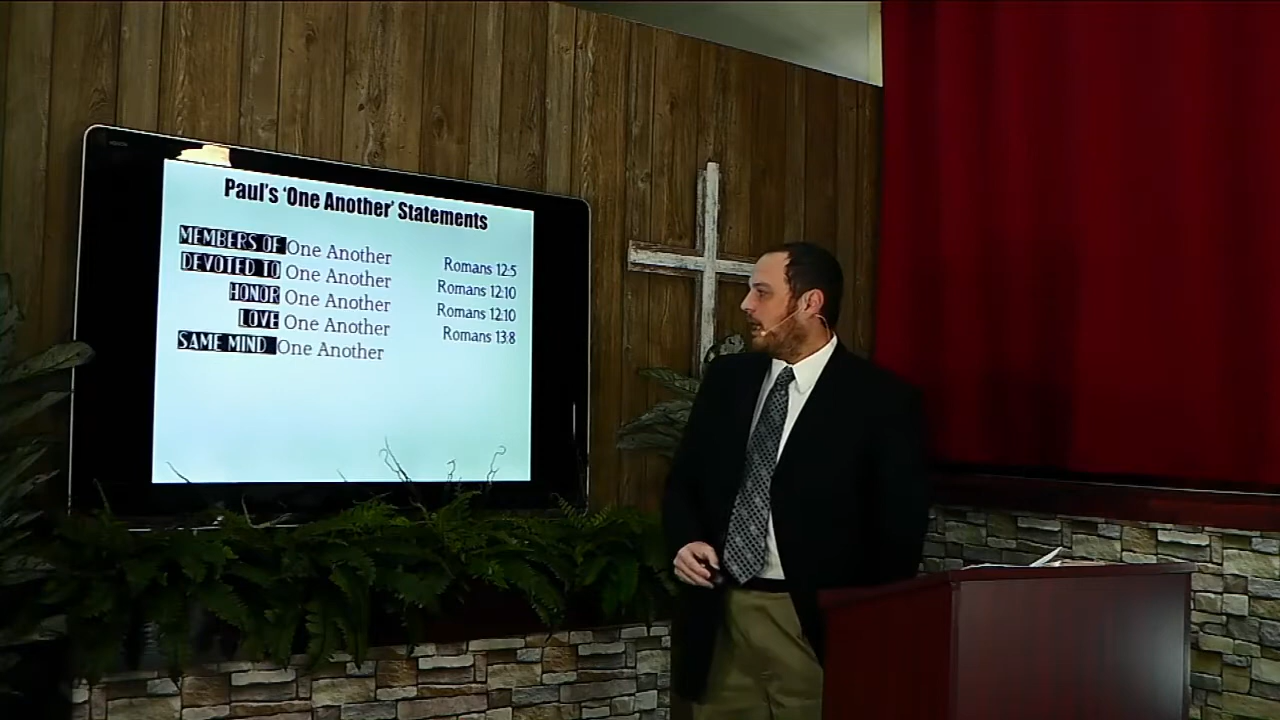 Paul's 'One Another' Statements
MEMBERS OF One Another Romans 12:5
DEVOTED TO One Another Romans 12:10
HONOR One Another Romans 12:10
LOVE One Another Romans 13:8
SAME MIND One Another